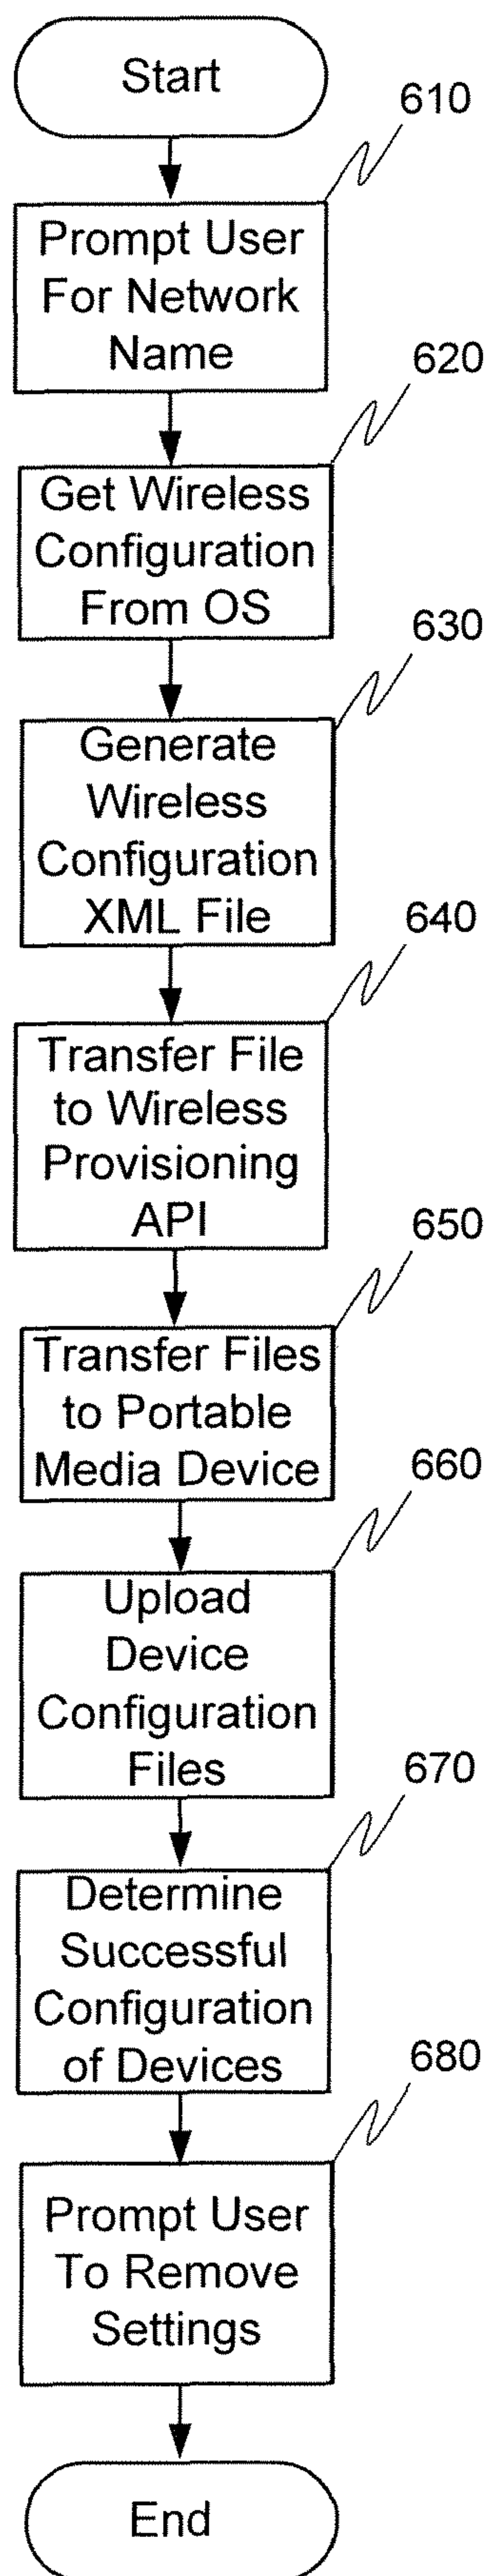 Start
610
Prompt User
For Network
Name
620
Get Wireless
Configuration
From OS
630
Generate
Wireless
Configuration
XML File
640
Transfer File
to Wireless
Provisioning
API
650
Transfer Files
to Portable
Media Device
660
Upload
Device
Configuration
Files
670
Determine
Successful
Configuration
of Devices
680
Prompt User
To Remove
Settings
End